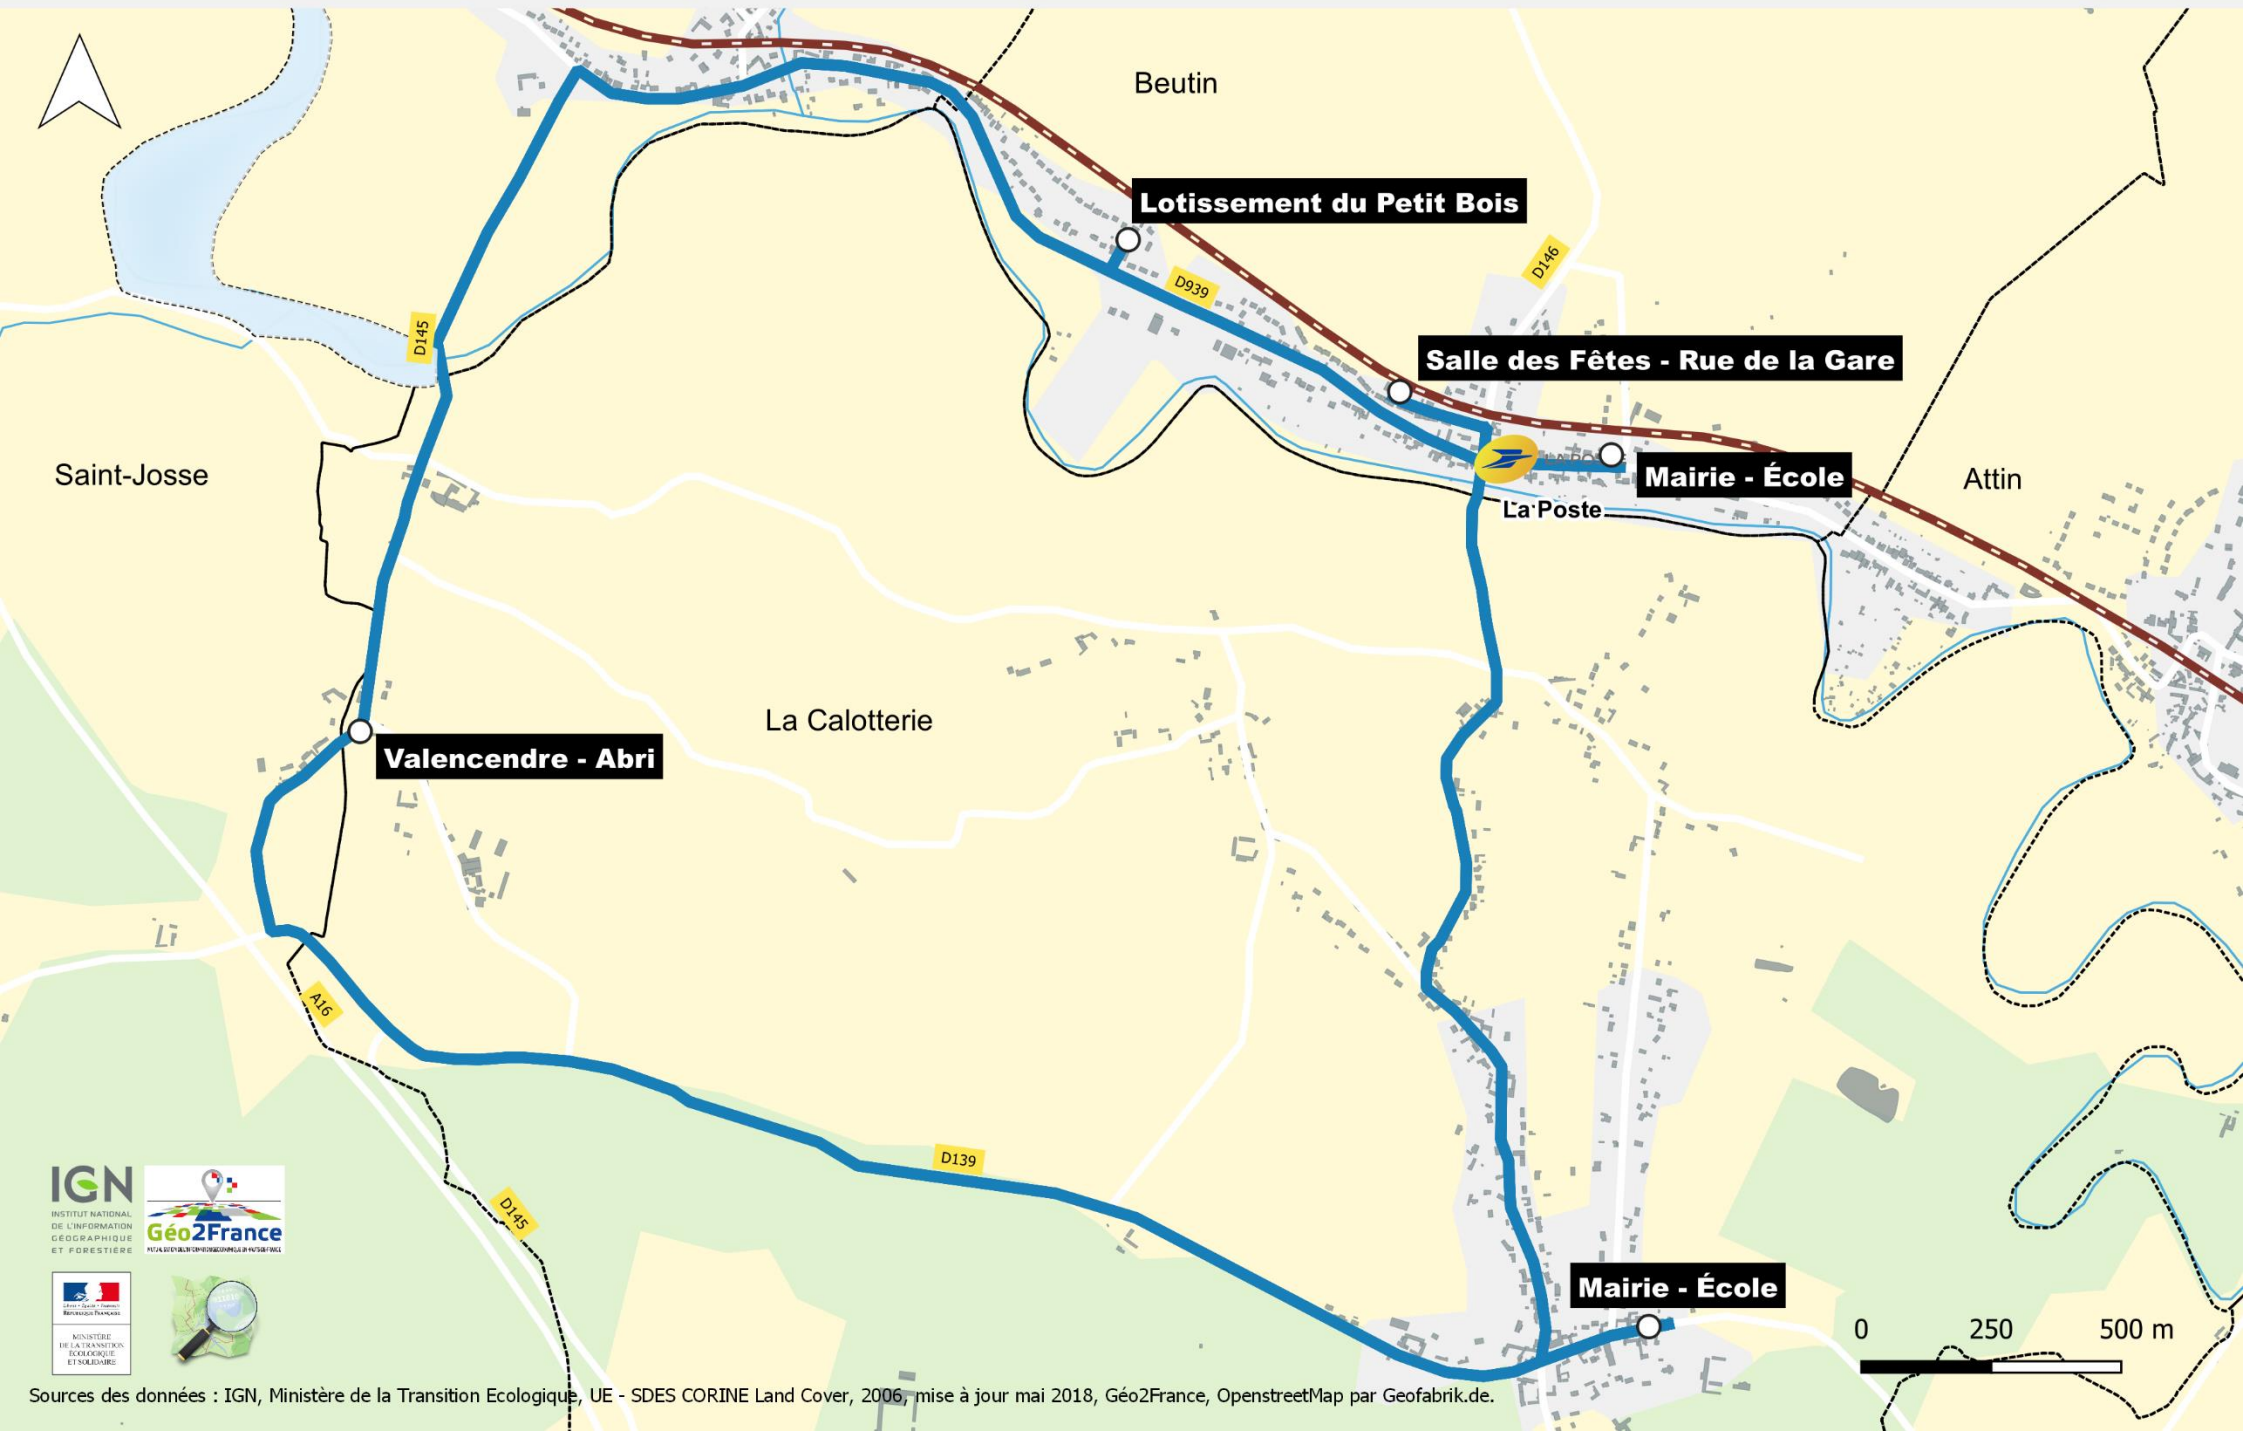 Beutin
Lotissement du Petit Bois
D939
D146
D145
Salle des Fêtes - Rue de la Gare
Saint-Josse
Mairie - École
Attin
La Poste
La Calotterie
Valencendre - Abri
A16
D139
D145
IGN
INSTITUT NATIONAL
DE L'INFORMATION
GÉOGRAPHIQUE
ET FORESTIÈRE
Géo2France
RÉPUBLIQUE FRANÇAISE
MINISTÈRE
DE LA TRANSITION
ÉCOLOGIQUE
ET SOLIDAIRE
Mairie - École
0 250 500 m
Sources des données : IGN, Ministère de la Transition Ecologique, UE - SDES CORINE Land Cover, 2006, mise à jour mai 2018, Géo2France, OpenstreetMap par Geofabrik.de.